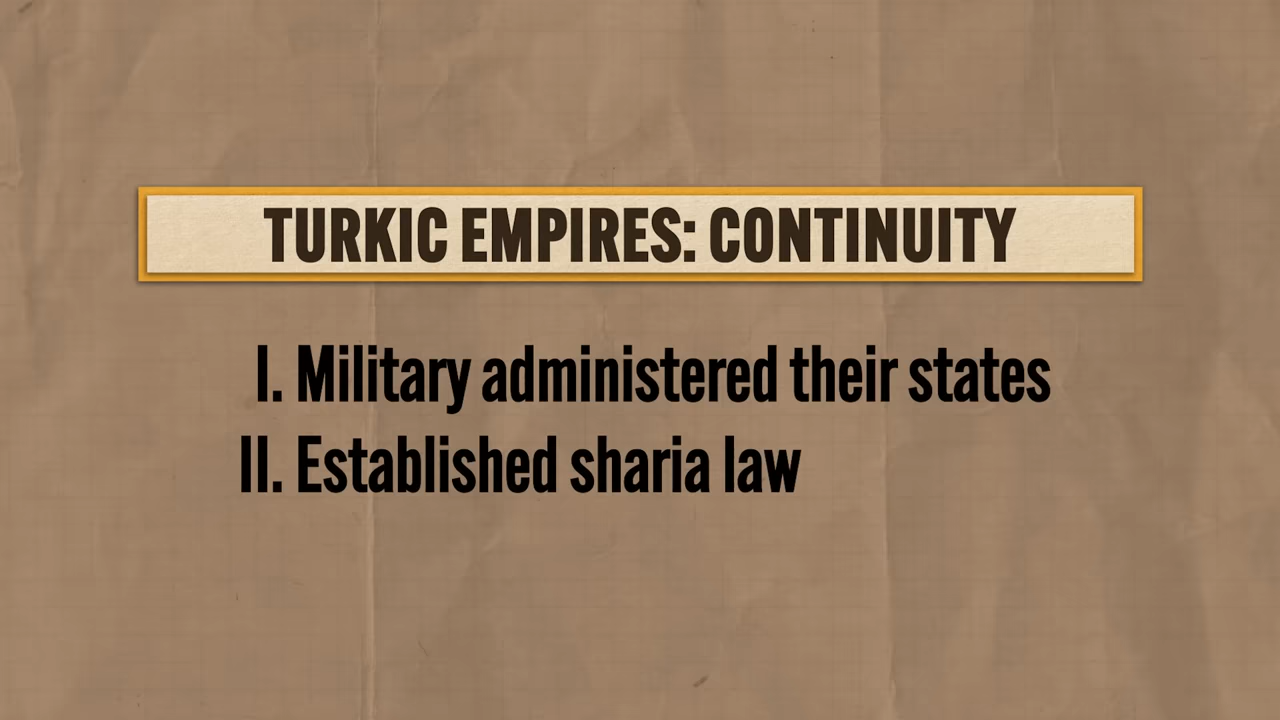 TURKIC EMPIRES: CONTINUITY
I. Military administered their states
II. Established sharia law